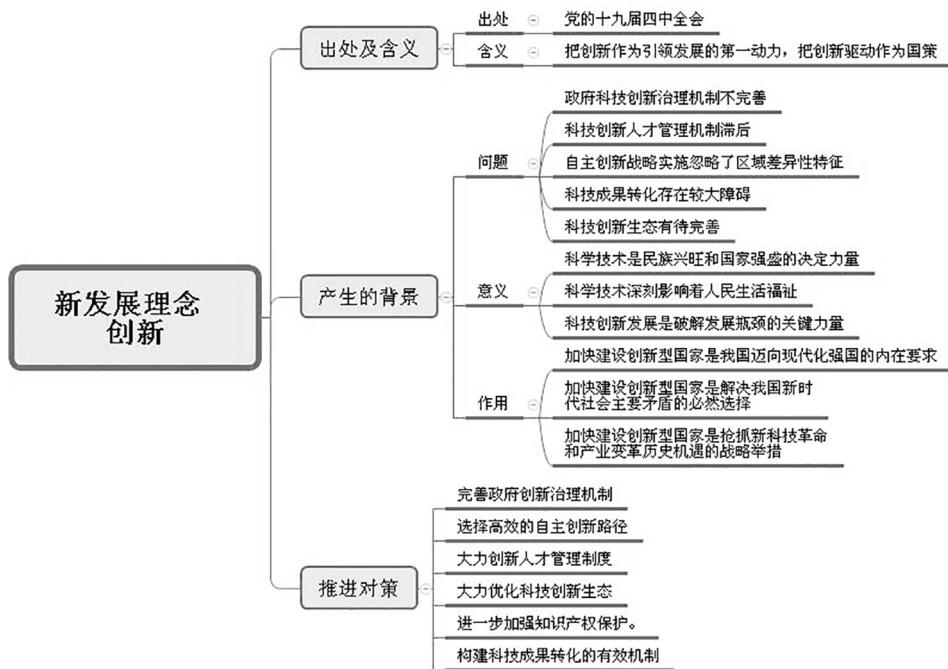 新发展理念
创新
出处及含义
出处
党的十九届四中全会
含义
把创新作为引领发展的第一动力，把创新驱动作为国策
产生的背景
问题
政府科技创新治理机制不完善
科技创新人才管理机制滞后
自主创新战略实施忽略了区域差异性特征
科技成果转化存在较大障碍
科技创新生态有待完善
意义
科学技术是民族兴旺和国家强盛的决定力量
科学技术深刻影响着人民生活福祉
科技创新发展是破解发展瓶颈的关键力量
作用
加快建设创新型国家是我国迈向现代化强国的内在要求
加快建设创新型国家是解决我国新时
代社会主要矛盾的必然选择
加快建设创新型国家是抢抓新科技革命
和产业变革历史机遇的战略举措
推进对策
完善政府创新治理机制
选择高效的自主创新路径
大力创新人才管理制度
大力优化科技创新生态
进一步加强知识产权保护。
构建科技成果转化的有效机制